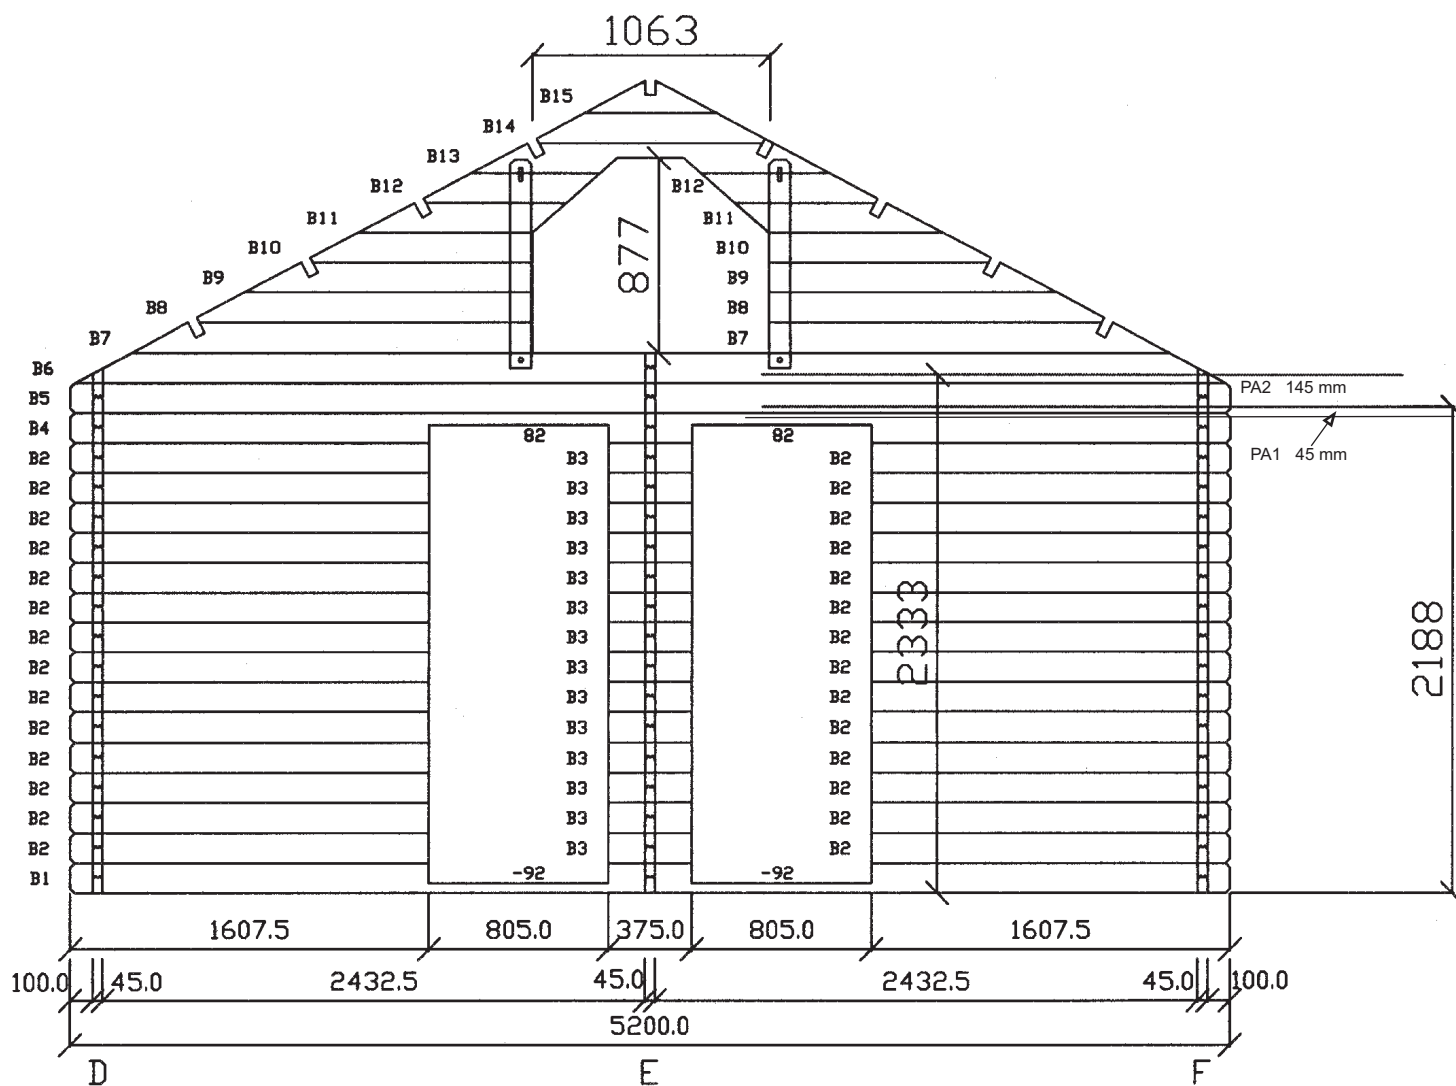 1063
B15
B14
B13
B12 B12
B11 B11
B10 B10
B9 B9
B8 B8
B7 B7
877
B6
B5 PA2 145 mm
B4 82 82
B2 B3 B2 PA1 45 mm
B2 B3 B2
B2 B3 B2
B2 B3 B2
B2 B3 B2
B2 B3 B2
B2 B3 B2
B2 B3 B2
B2 B3 B2
B2 B3 B2
B2 B3 B2
B2 B3 B2
B2 B3 B2
B2 B3 B2
2333
2188
B1 -92 -92
1607.5 805.0 375.0 805.0 1607.5
100.0 45.0 2432.5 45.0 2432.5 45.0 100.0
5200.0
D E F